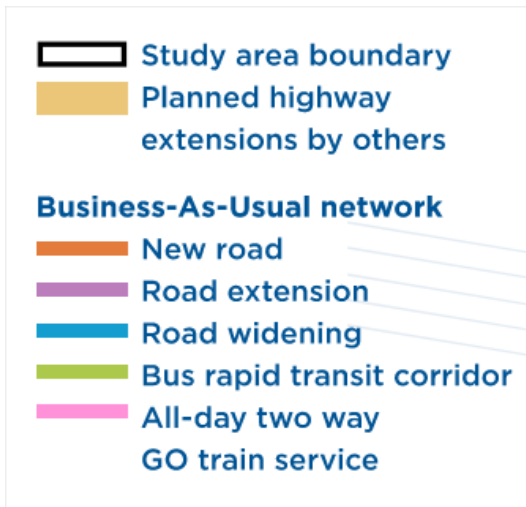 Study area boundary
Planned highway
extensions by others
Business-As-Usual network
New road
Road extension
Road widening
Bus rapid transit corridor
All-day two way
GO train service